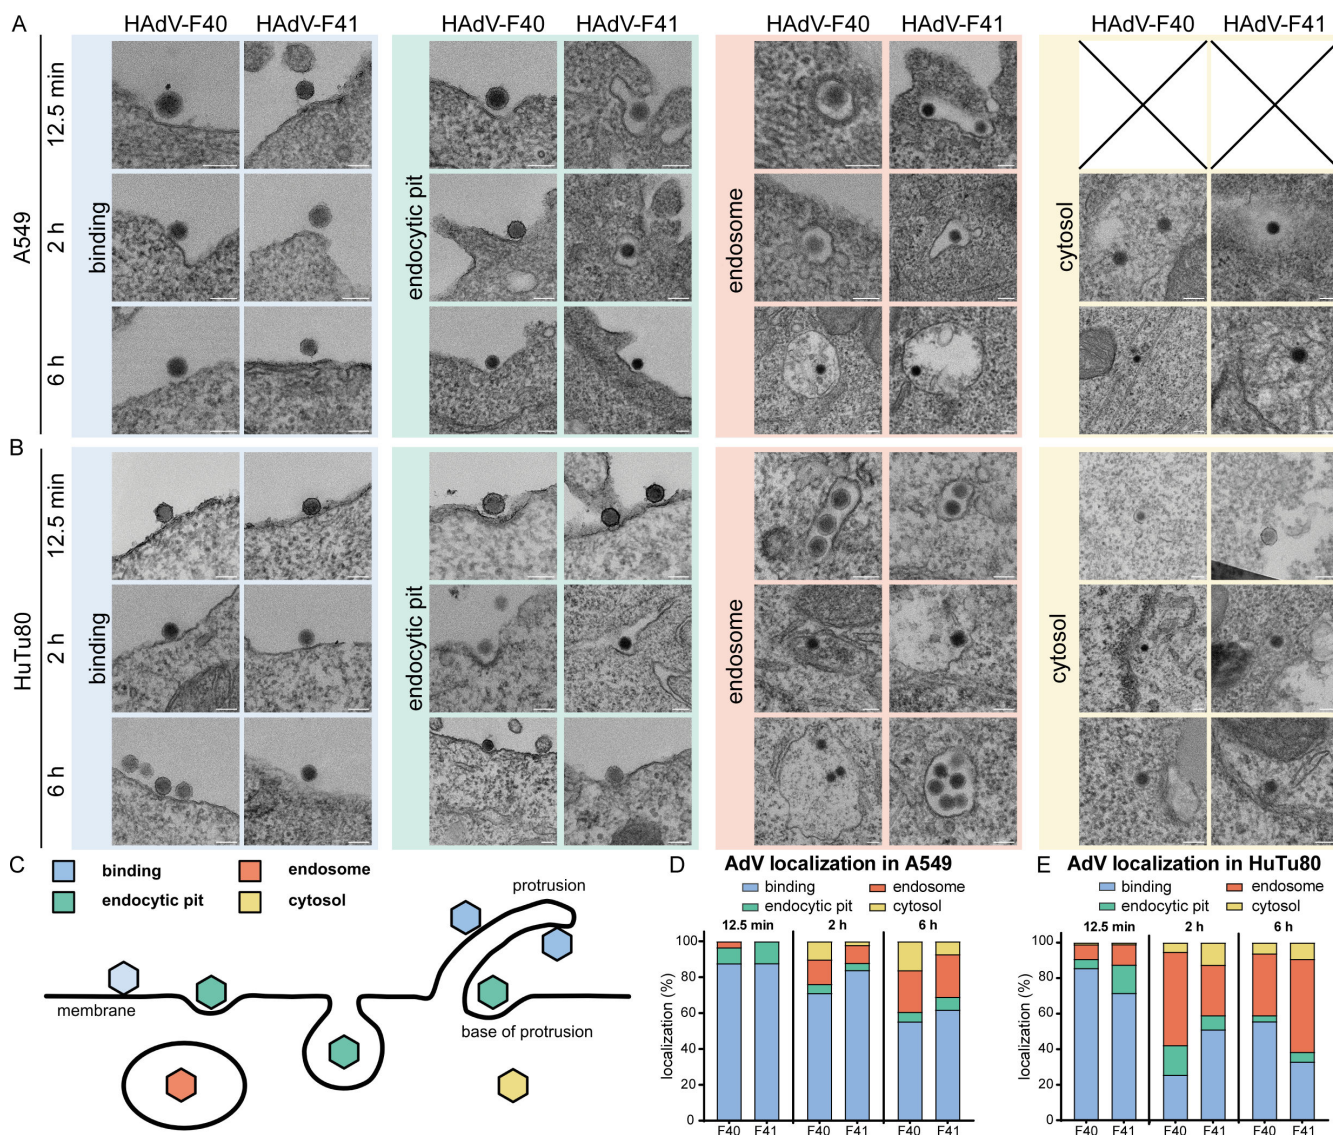 A
HAdV-F40 HAdV-F41 HAdV-F40 HAdV-F41 HAdV-F40 HAdV-F41 HAdV-F40 HAdV-F41
A549
12.5 min
2 h
6 h
binding
endocytic pit
endosome
cytosol
B
HuTu80
12.5 min
2 h
6 h
binding
endocytic pit
endosome
cytosol
C
binding
endosome
endocytic pit
cytosol
protrusion
membrane
base of protrusion
D AdV localization in A549
binding endosome
endocytic pit cytosol
12.5 min 2 h 6 h
localization (%)
100
80
60
40
20
0
F40 F41 F40 F41 F40 F41
E AdV localization in HuTu80
binding endosome
endocytic pit cytosol
12.5 min 2 h 6 h
localization (%)
100
80
60
40
20
0
F40 F41 F40 F41 F40 F41